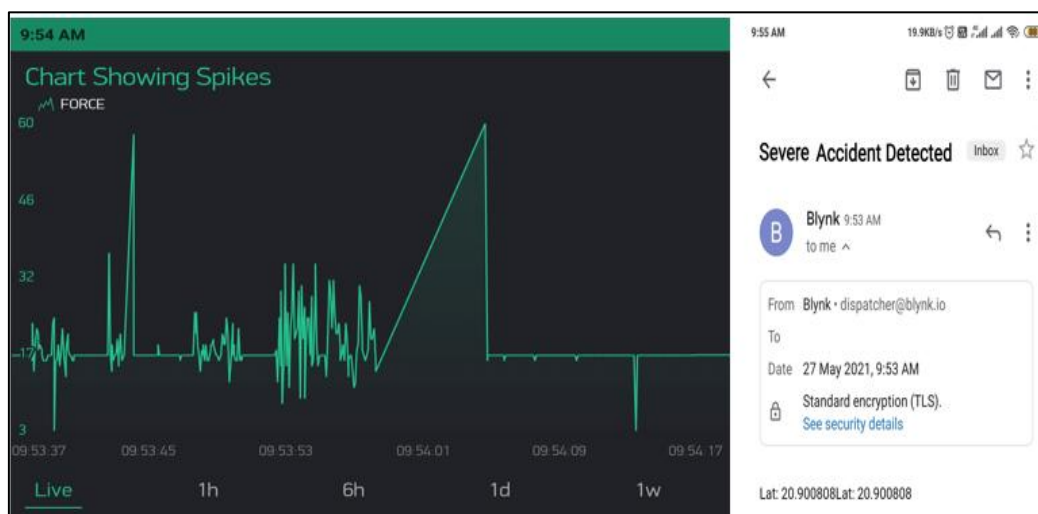 9:54 AM
Chart Showing Spikes
FORCE
60
46
32
17
3
09:53:37 09:53:45 09:53:53 09:54:01 09:54:09 09:54:17
Live 1h 6h 1d 1w
9:55 AM 19.9KB/s
Severe Accident Detected Inbox
B
Blynk 9:53 AM
to me
From Blynk • dispatcher@blynk.io
To
Date 27 May 2021, 9:53 AM
Standard encryption (TLS).
See security details
Lat: 20.900808Lat: 20.900808